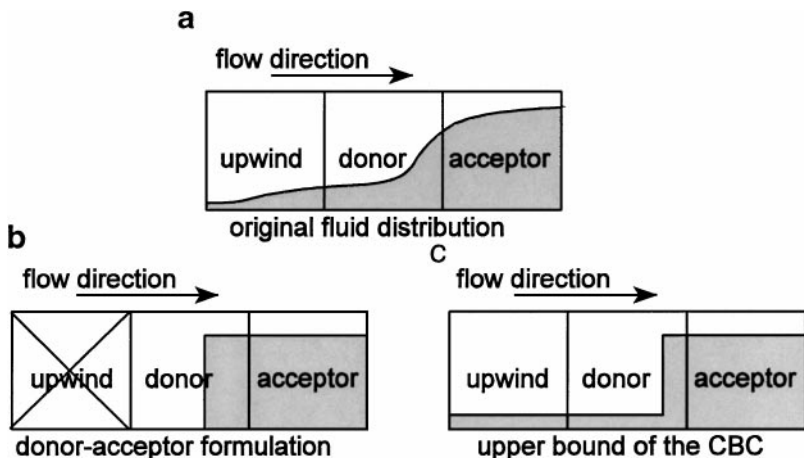 a
flow direction
upwind donor acceptor
original fluid distribution
b
flow direction
upwind donor acceptor
donor-acceptor formulation
C
flow direction
upwind donor acceptor
upper bound of the CBC